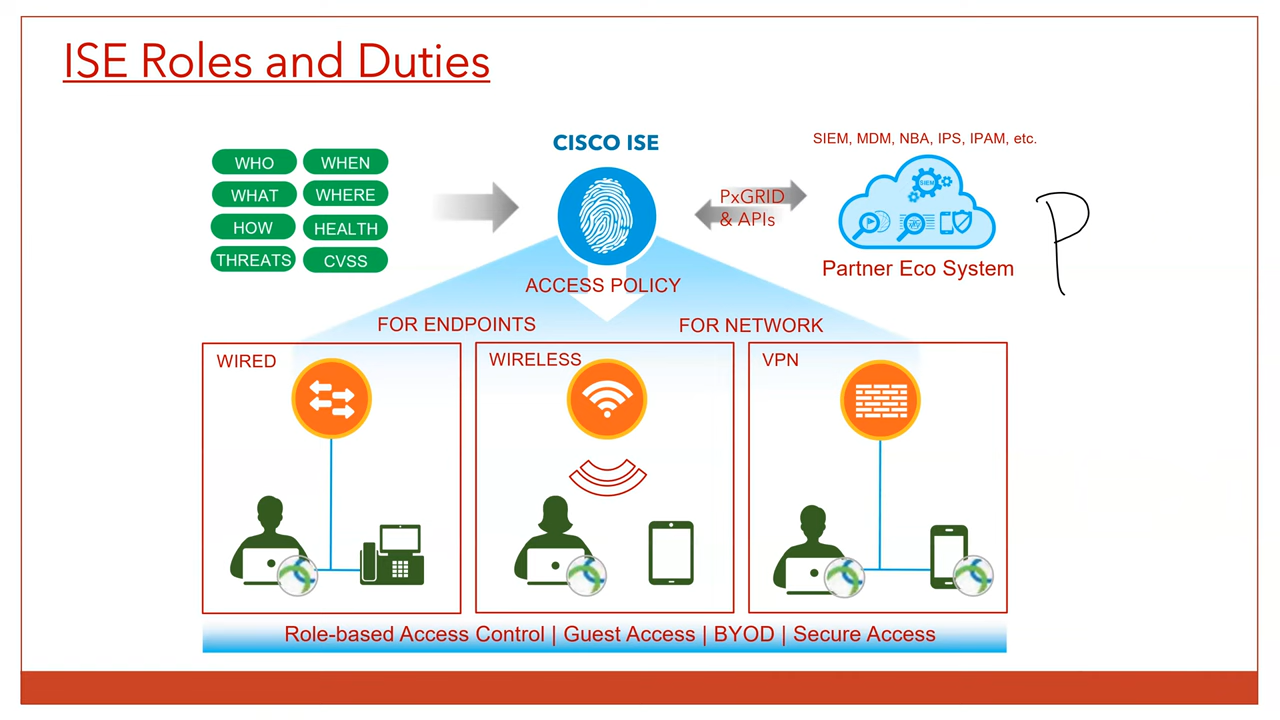 ISE Roles and Duties
CISCO ISE
SIEM, MDM, NBA, IPS, IPAM, etc.
WHO
WHEN
WHAT
WHERE
HOW
HEALTH
THREATS
CVSS
PxGRID
& APIs
SIEM
Partner Eco System
P
ACCESS POLICY
FOR ENDPOINTS
FOR NETWORK
WIRED
WIRELESS
VPN
Role-based Access Control | Guest Access | BYOD | Secure Access